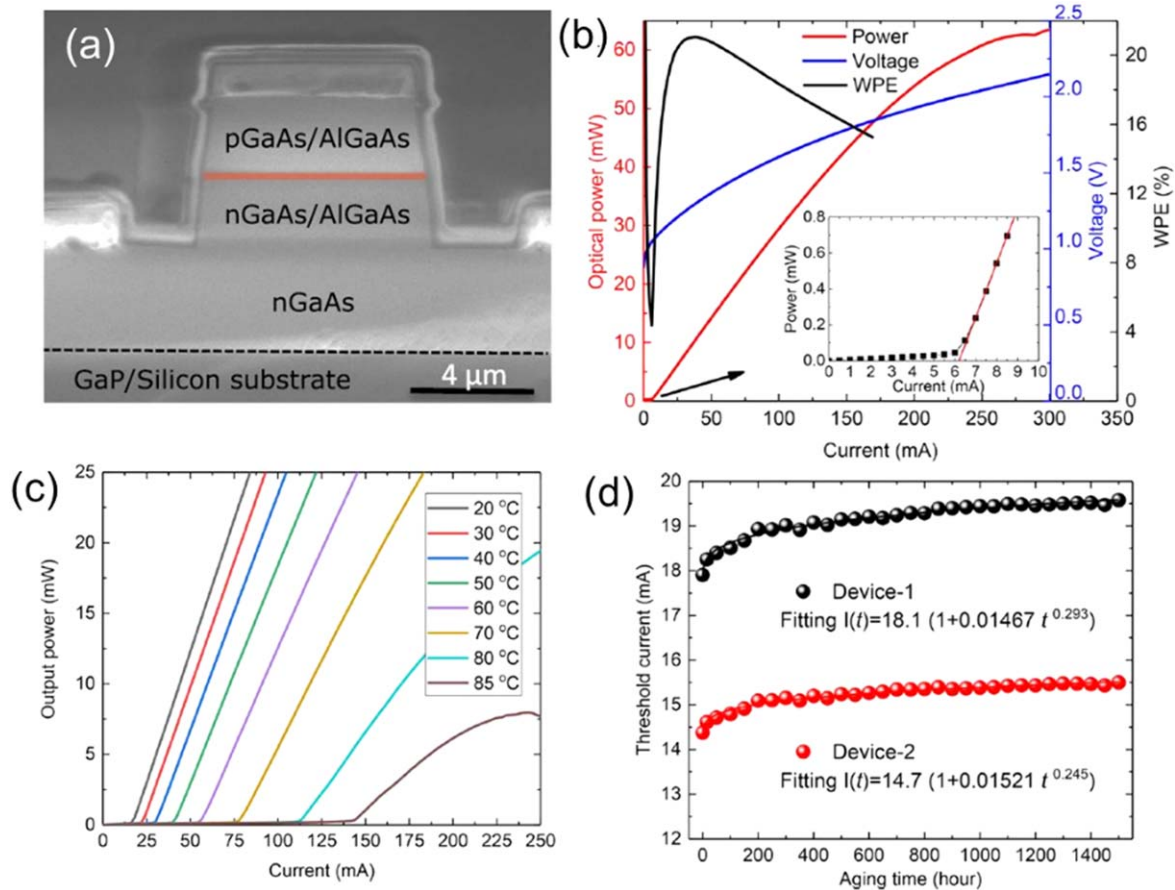 (a)
pGaAs/AlGaAs
nGaAs/AlGaAs
nGaAs
GaP/Silicon substrate
4 μm
(b)
Power
Voltage
WPE
Optical power (mW)
0
10
20
30
40
50
60
Current (mA)
0 50 100 150 200 250 300 350
Voltage (V)
0.0
0.5
1.0
1.5
2.0
2.5
WPE (%)
0
4
8
12
16
20
Power (mW)
0.8
0.6
0.4
0.2
0.0
0 1 2 3 4 5 6 7 8 9 10
Current (mA)
(c)
Output power (mW)
25
20
15
10
5
0
20 °C
30 °C
40 °C
50 °C
60 °C
70 °C
80 °C
85 °C
0 25 50 75 100 125 150 175 200 225 250
Current (mA)
(d)
Threshold current (mA)
20
19
18
17
16
15
14
13
12
Device-1
Fitting I(t)=18.1 (1+0.01467 t^0.293)
Device-2
Fitting I(t)=14.7 (1+0.01521 t^0.245)
0 200 400 600 800 1000 1200 1400
Aging time (hour)